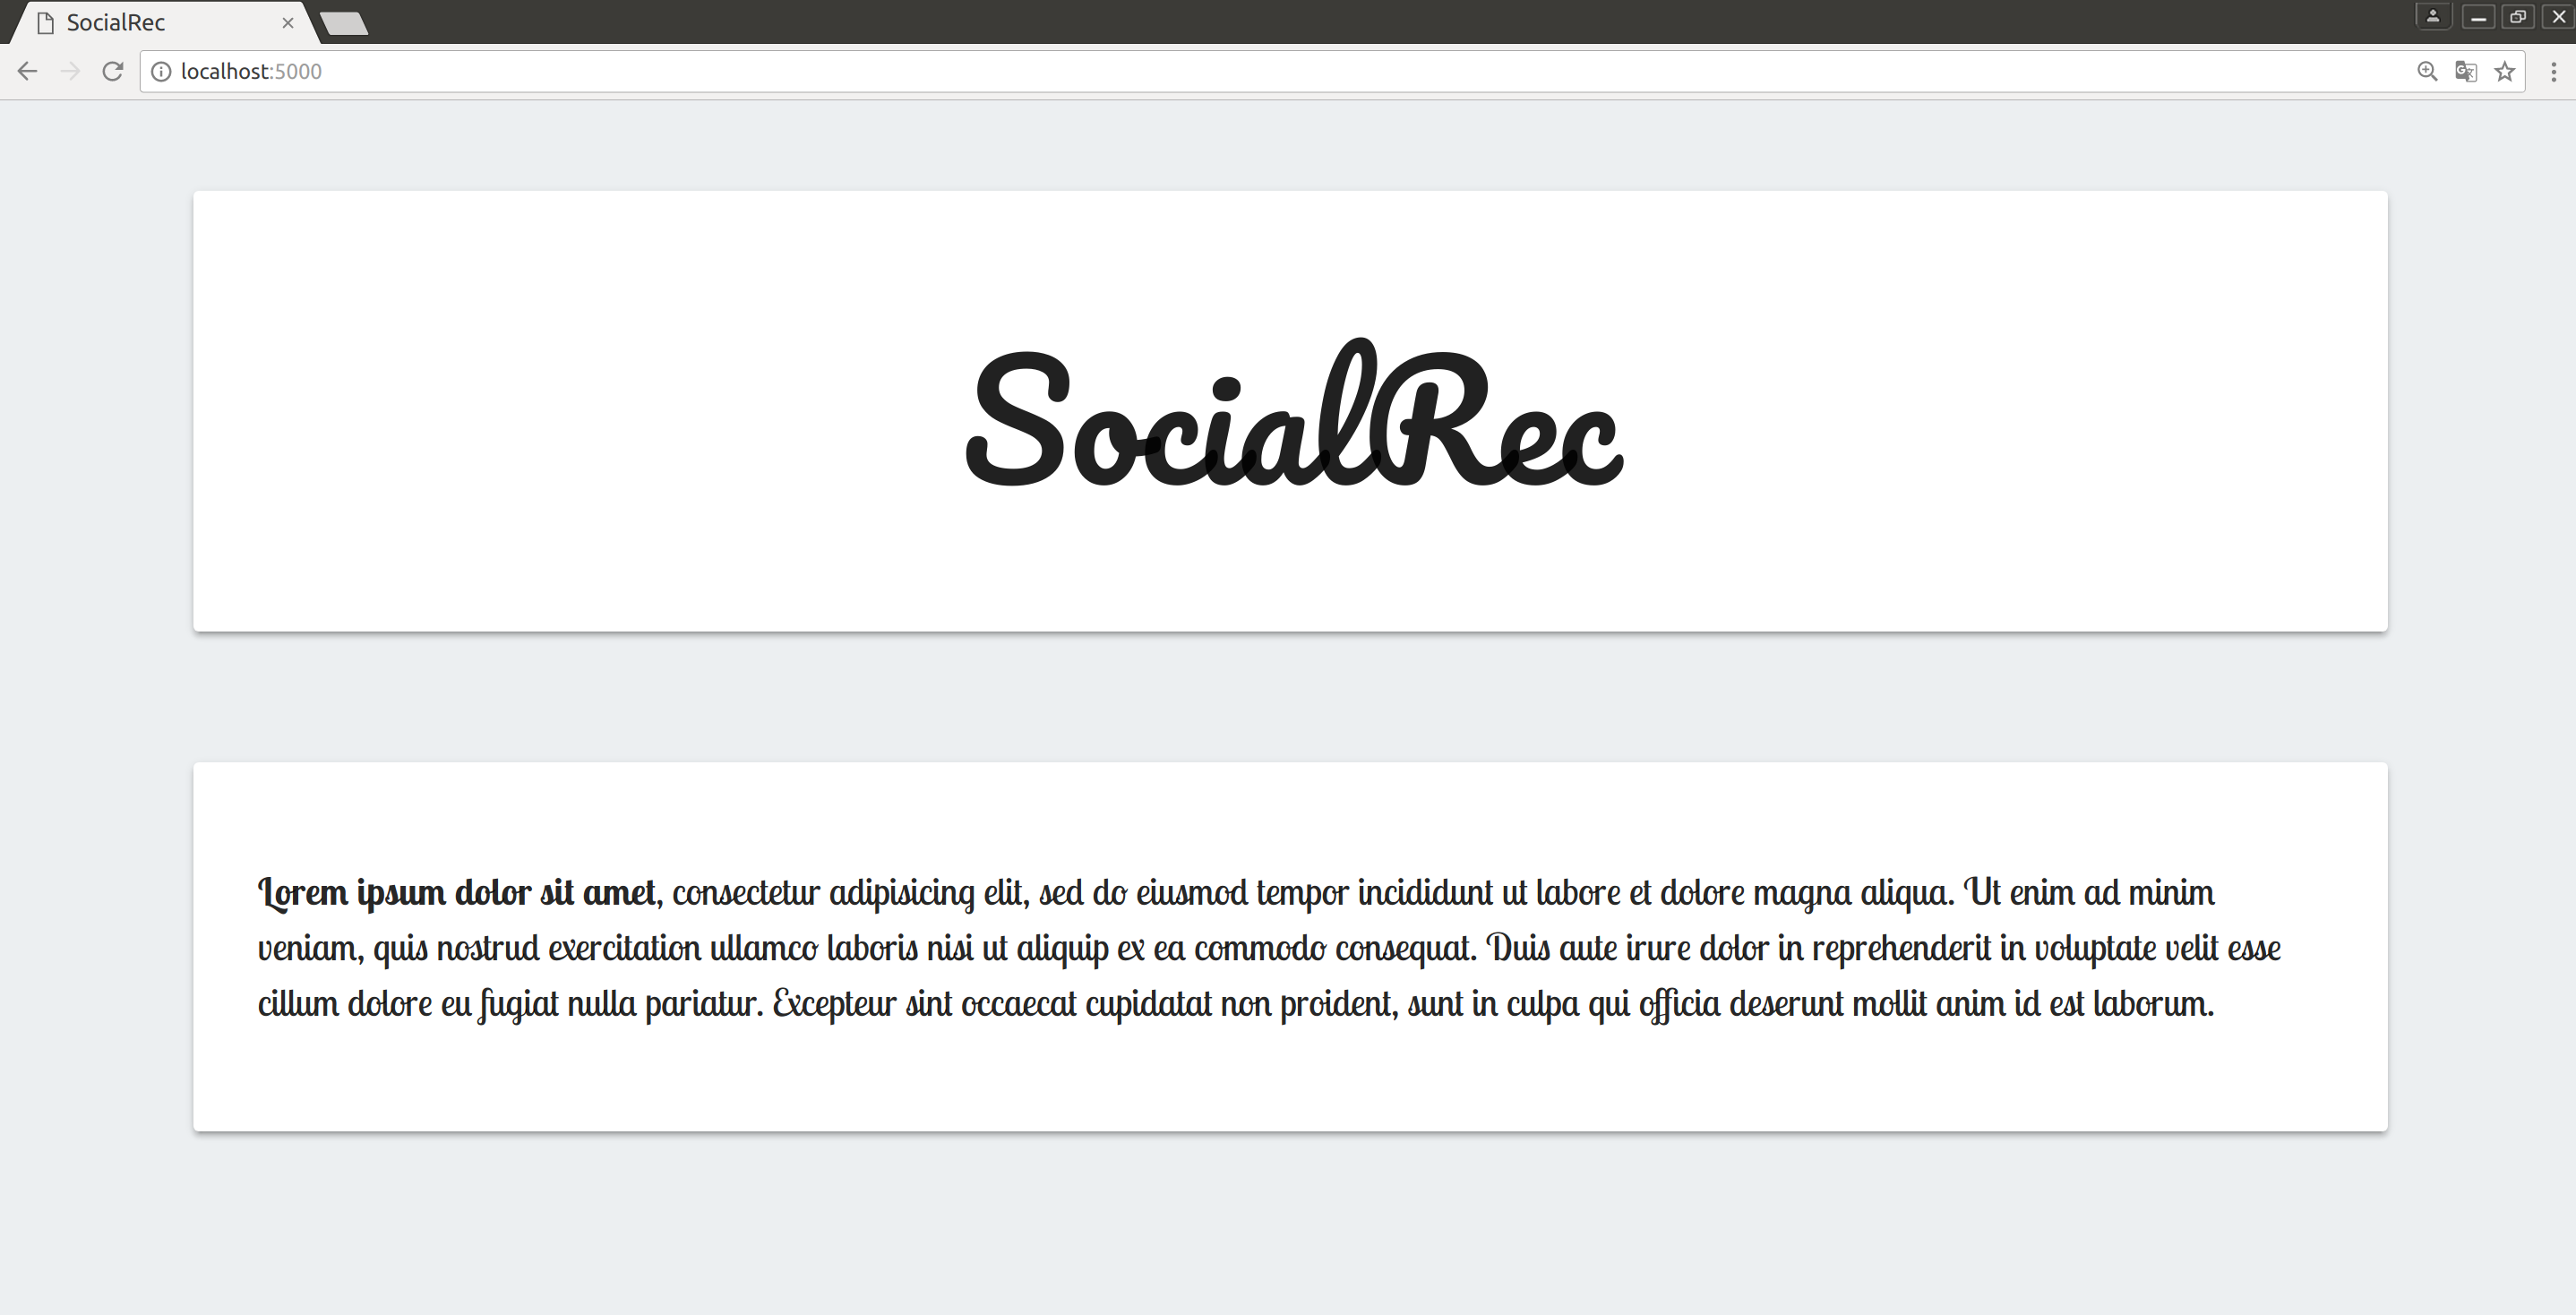 SocialRec
localhost:5000
SocialRec
Lorem ipsum dolor sit amet, consectetur adipisicing elit, sed do eiusmod tempor incididunt ut labore et dolore magna aliqua. Ut enim ad minim
veniam, quis nostrud exercitation ullamco laboris nisi ut aliquip ex ea commodo consequat. Duis aute irure dolor in reprehenderit in voluptate velit esse
cillum dolore eu fugiat nulla pariatur. Excepteur sint occaecat cupidatat non proident, sunt in culpa qui officia deserunt mollit anim id est laborum.